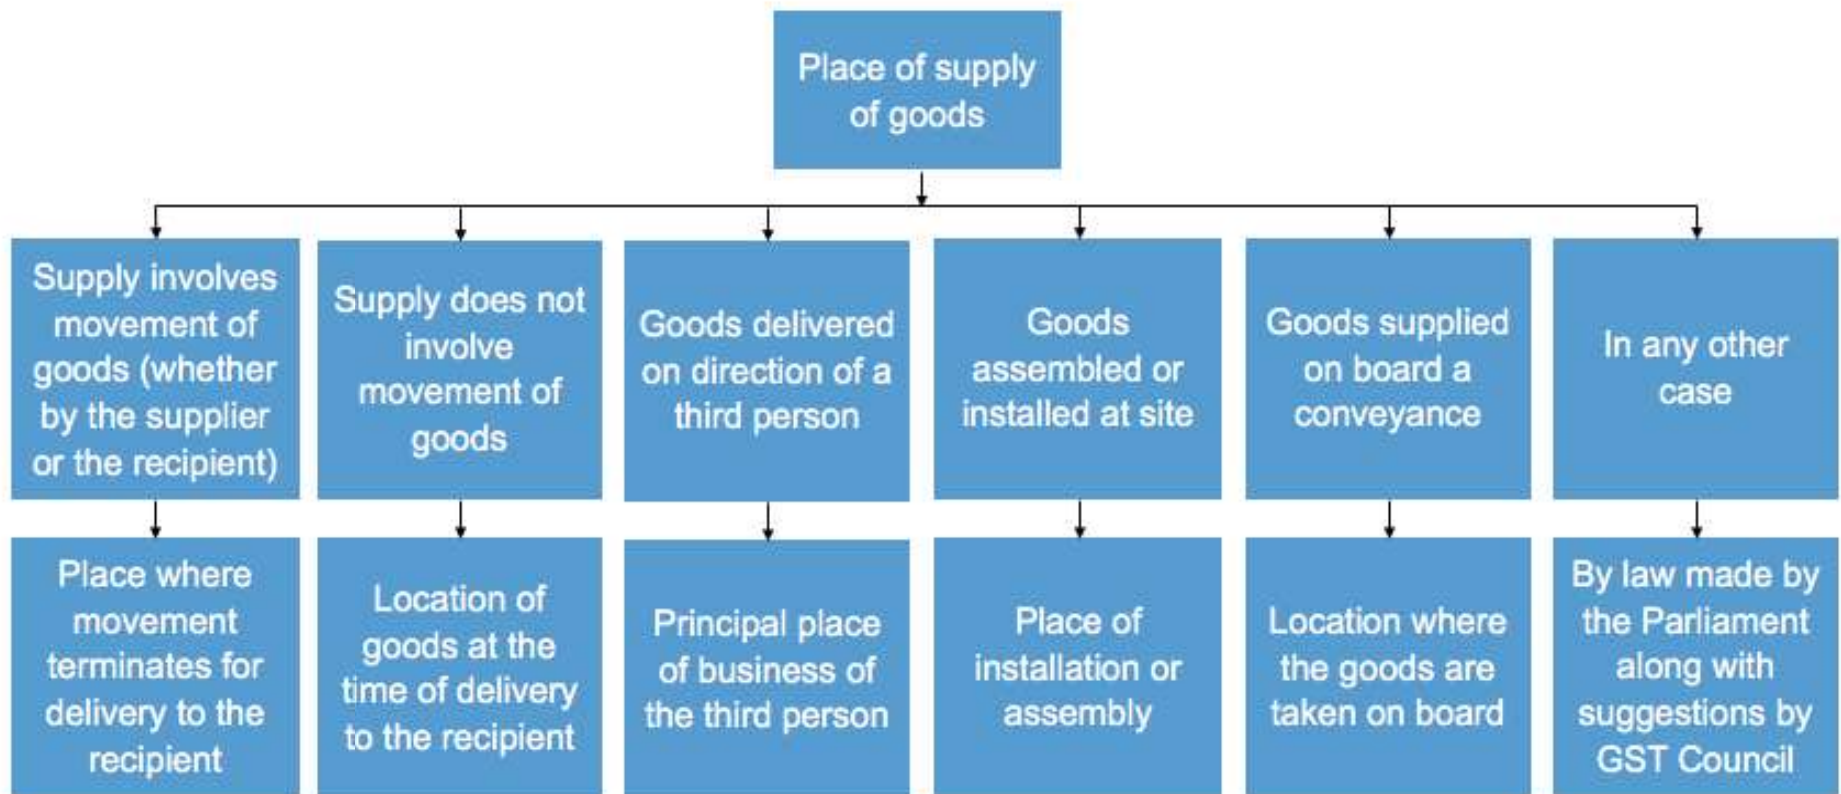 Place of supply
of goods
Supply involves
movement of
goods (whether
by the supplier
or the recipient)
Supply does not
involve
movement of
goods
Goods delivered
on direction of a
third person
Goods
assembled or
installed at site
Goods supplied
on board a
conveyance
In any other
case
Place where
movement
terminates for
delivery to the
recipient
Location of
goods at the
time of delivery
to the recipient
Principal place
of business of
the third person
Place of
installation or
assembly
Location where
the goods are
taken on board
By law made by
the Parliament
along with
suggestions by
GST Council